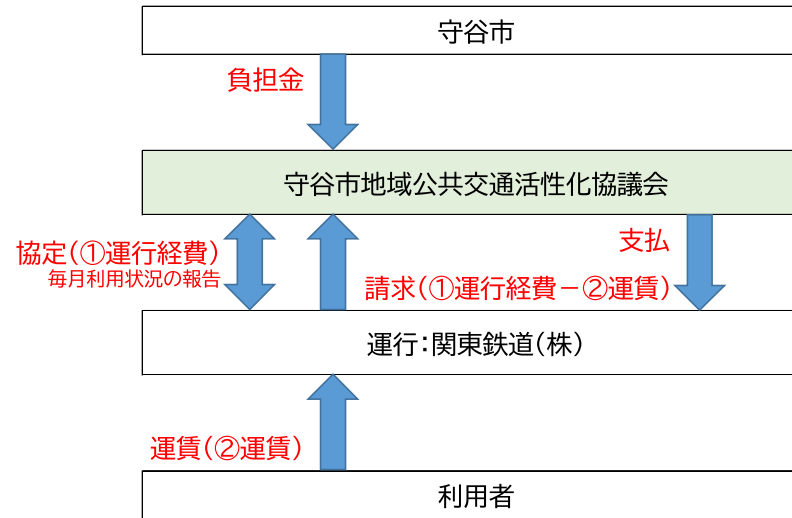 守谷市
負担金
守谷市地域公共交通活性化協議会
支払
協定(①運行経費)
毎月利用状況の報告
請求(①運行経費－②運賃)
運行：関東鉄道(株)
運賃(②運賃)
利用者